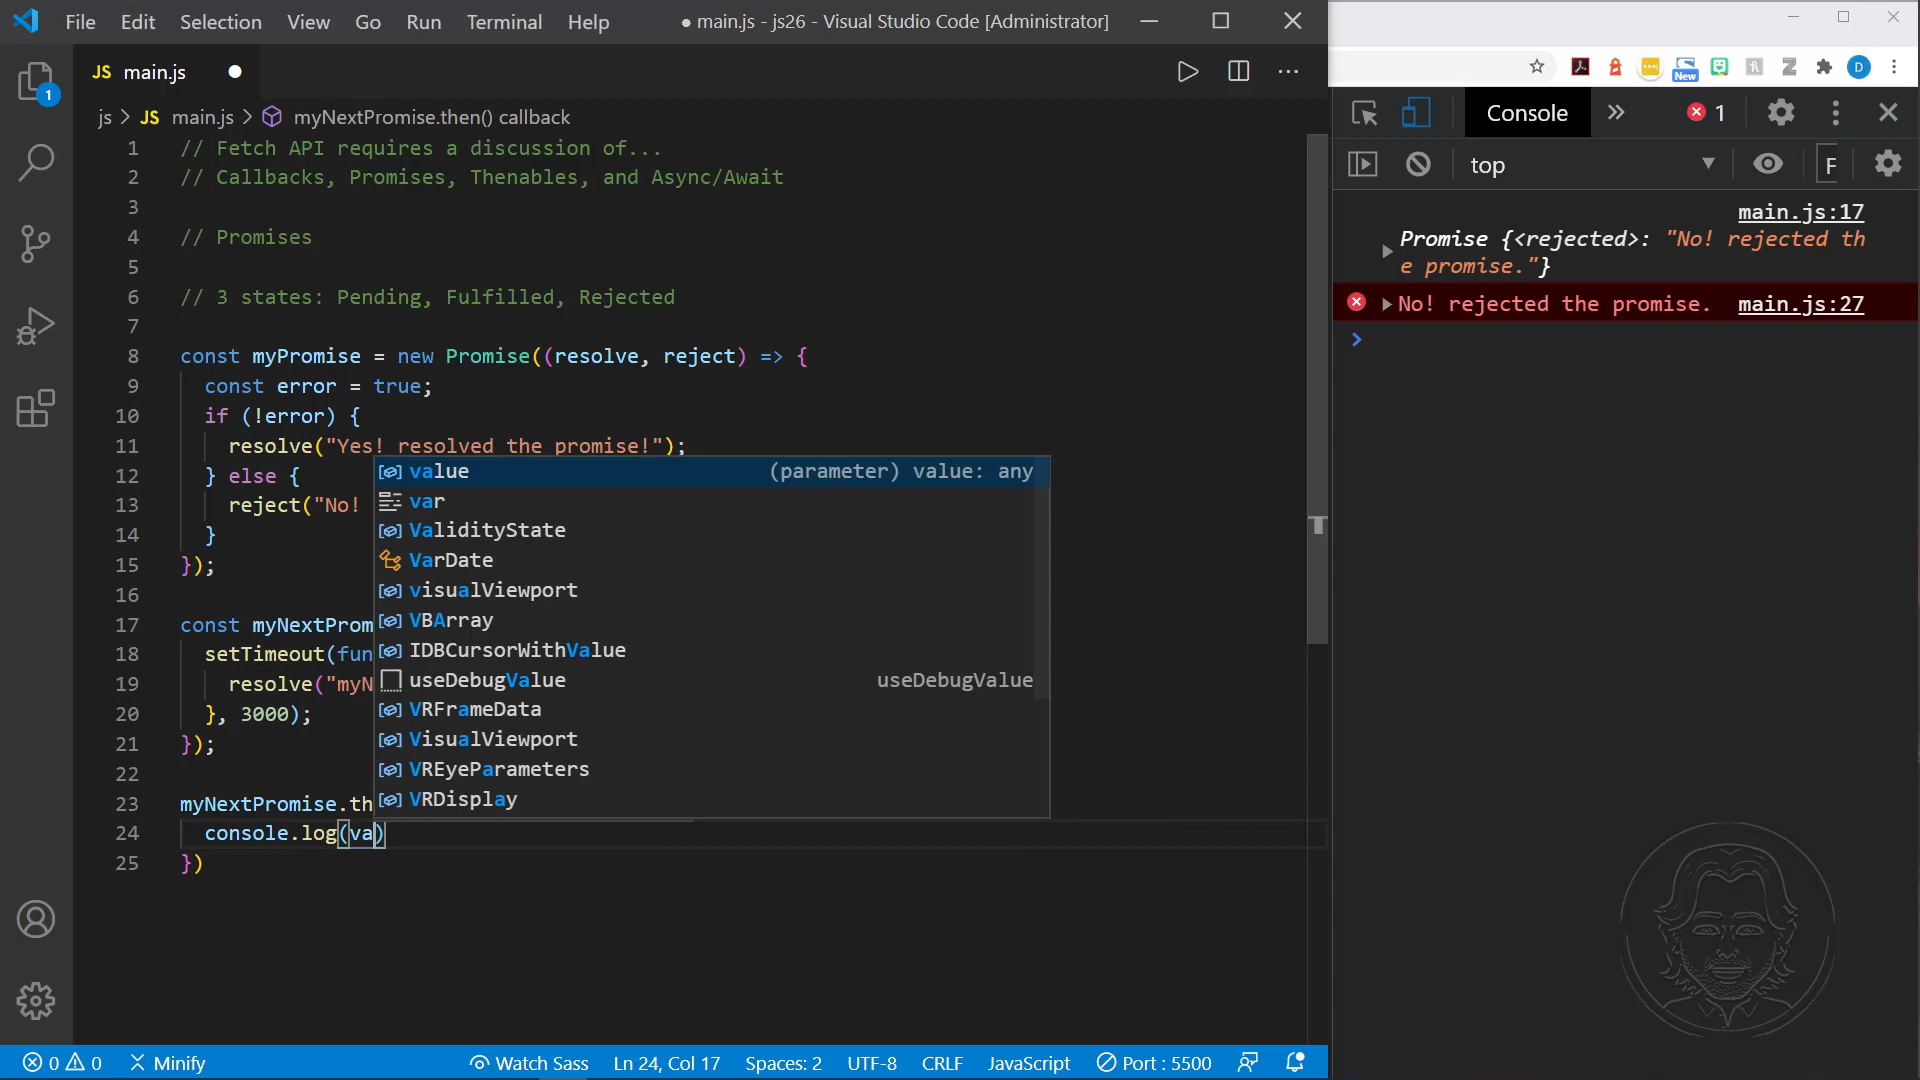 File Edit Selection View Go Run Terminal Help ● main.js - js26 - Visual Studio Code [Administrator]
JS main.js
js > JS main.js > myNextPromise.then() callback
1 // Fetch API requires a discussion of...
2 // Callbacks, Promises, Thenables, and Async/Await
3
4 // Promises
5
6 // 3 states: Pending, Fulfilled, Rejected
7
8 const myPromise = new Promise((resolve, reject) => {
9 const error = true;
10 if (!error) {
11 resolve("Yes! resolved the promise!");
12 } else {
13 reject("No!
14 }
15 });
16
17 const myNextProm
18 setTimeout(fun
19 resolve("myN
20 }, 3000);
21 });
22
23 myNextPromise.th
24 console.log(va)
25 })
value (parameter) value: any
var
ValidityState
VarDate
visualViewport
VBArray
IDBCursorWithValue
useDebugValue useDebugValue
VRFrameData
VisualViewport
VREyeParameters
VRDisplay
1
0 0 Minify Watch Sass Ln 24, Col 17 Spaces: 2 UTF-8 CRLF JavaScript Port : 5500
New D
Console » 1
top F
main.js:17
Promise {<rejected>: "No! rejected th
e promise."}
No! rejected the promise. main.js:27